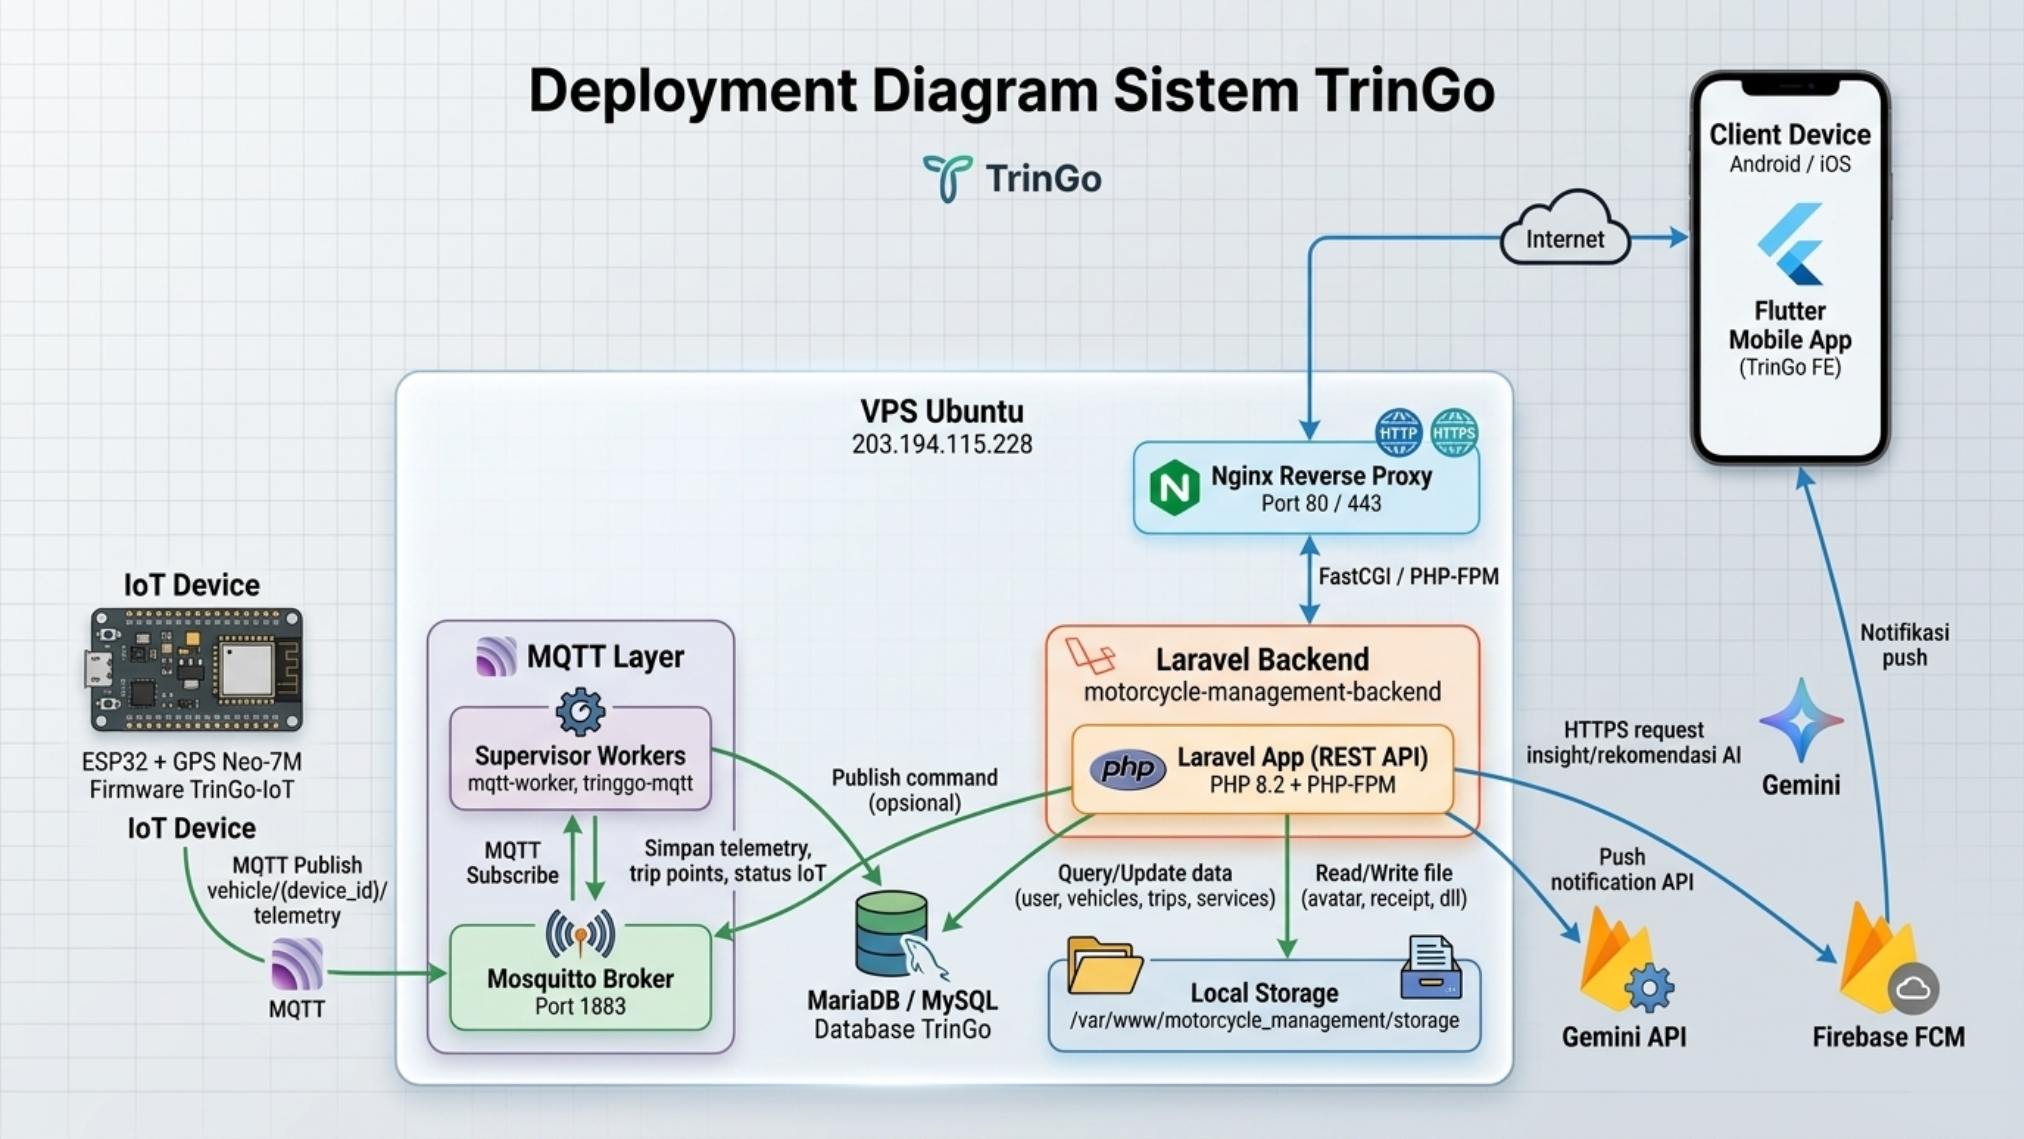 Deployment Diagram Sistem TrinGo
TrinGo
Client Device
Android / iOS
Flutter
Mobile App
(TrinGo FE)
Internet
VPS Ubuntu
203.194.115.228
HTTP
HTTPS
Nginx Reverse Proxy
Port 80 / 443
FastCGI / PHP-FPM
IoT Device
ESP32 + GPS Neo-7M
Firmware TrinGo-IoT
IoT Device
MQTT Publish
vehicle/(device_id)/
telemetry
MQTT
MQTT Layer
Supervisor Workers
mqtt-worker, tringgo-mqtt
MQTT
Subscribe
Simpan telemetry,
trip points, status IoT
Mosquitto Broker
Port 1883
Publish command
(opsional)
MariaDB / MySQL
Database TrinGo
Laravel Backend
motorcycle-management-backend
php
Laravel App (REST API)
PHP 8.2 + PHP-FPM
Query/Update data
(user, vehicles, trips, services)
Read/Write file
(avatar, receipt, dll)
Local Storage
/var/www/motorcycle_management/storage
HTTPS request
insight/rekomendasi AI
Gemini
Notifikasi
push
Push
notification API
Gemini API
Firebase FCM